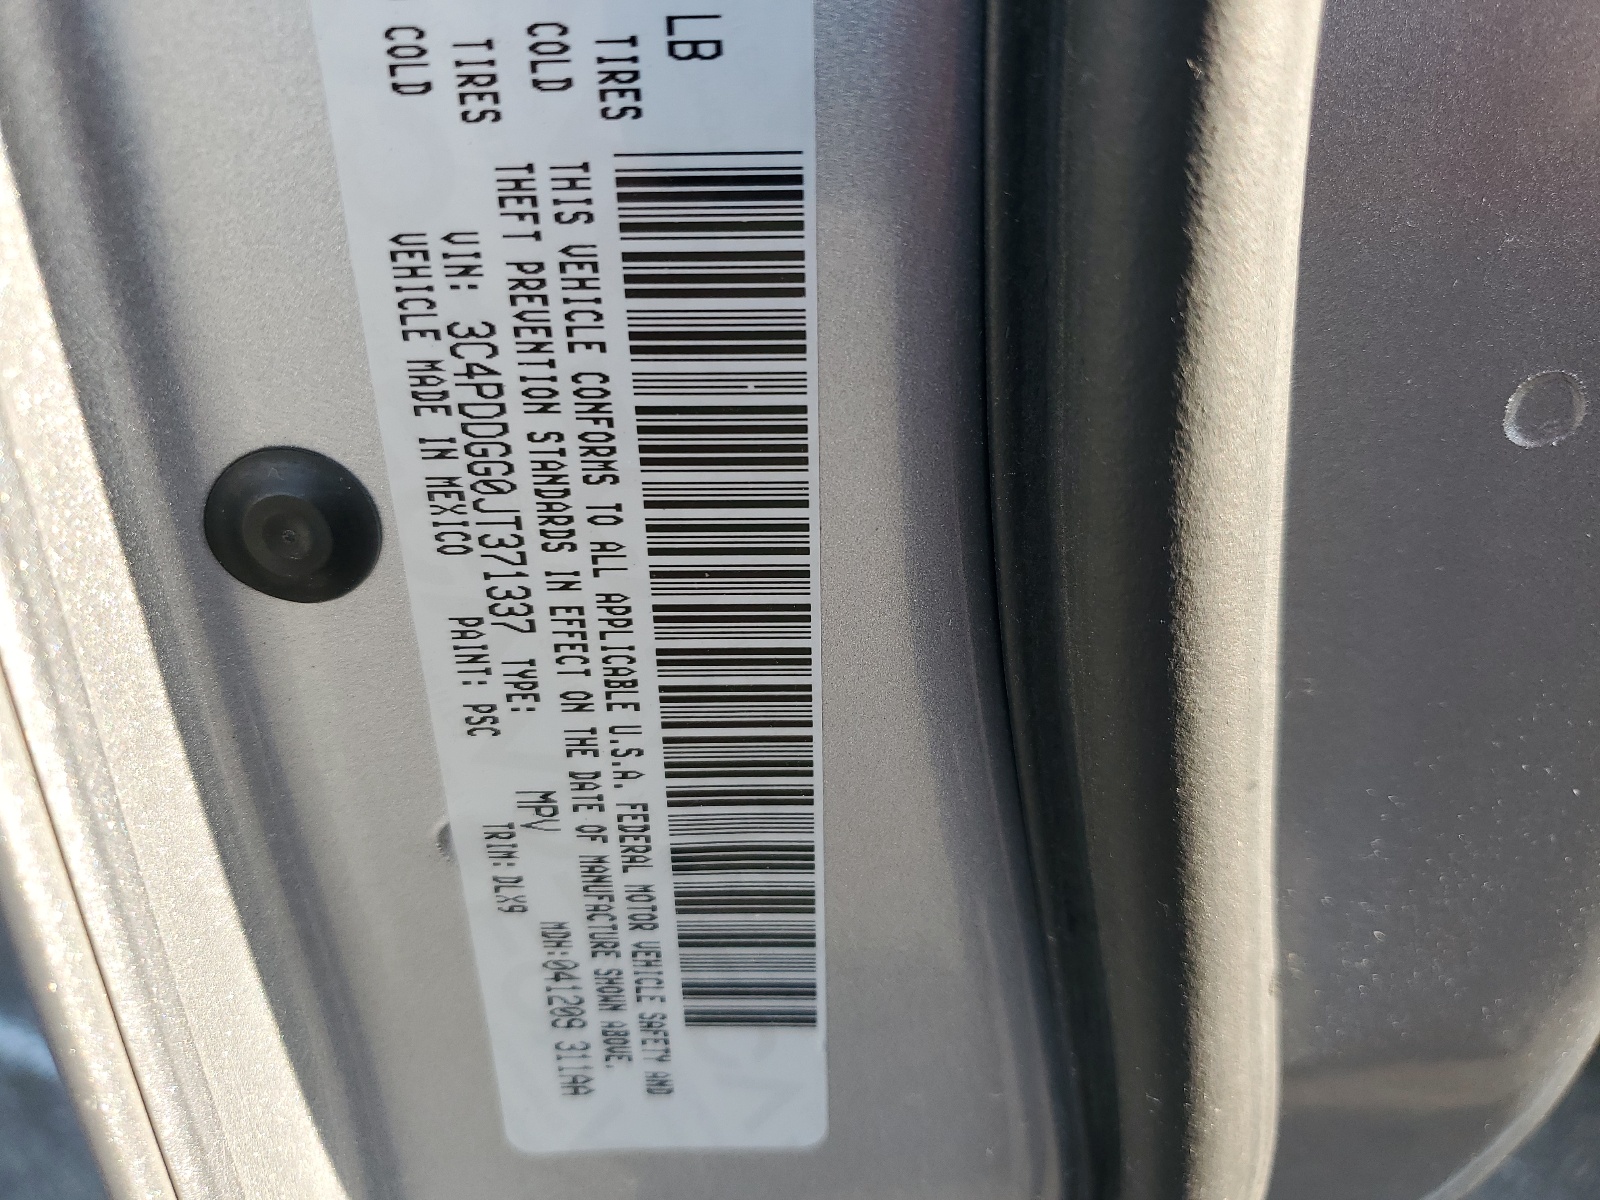 LB
TIRES COLD
TIRES COLD
THIS VEHICLE CONFORMS TO ALL APPLICABLE U.S.A. FEDERAL MOTOR VEHICLE SAFETY AND
THEFT PREVENTION STANDARDS IN EFFECT ON THE DATE OF MANUFACTURE SHOWN ABOVE.
VIN: 3C4PDDGG0JT371337 TYPE: MPV MDH:041209 311AA
VEHICLE MADE IN MEXICO PAINT: PSC TRIM:DLX9